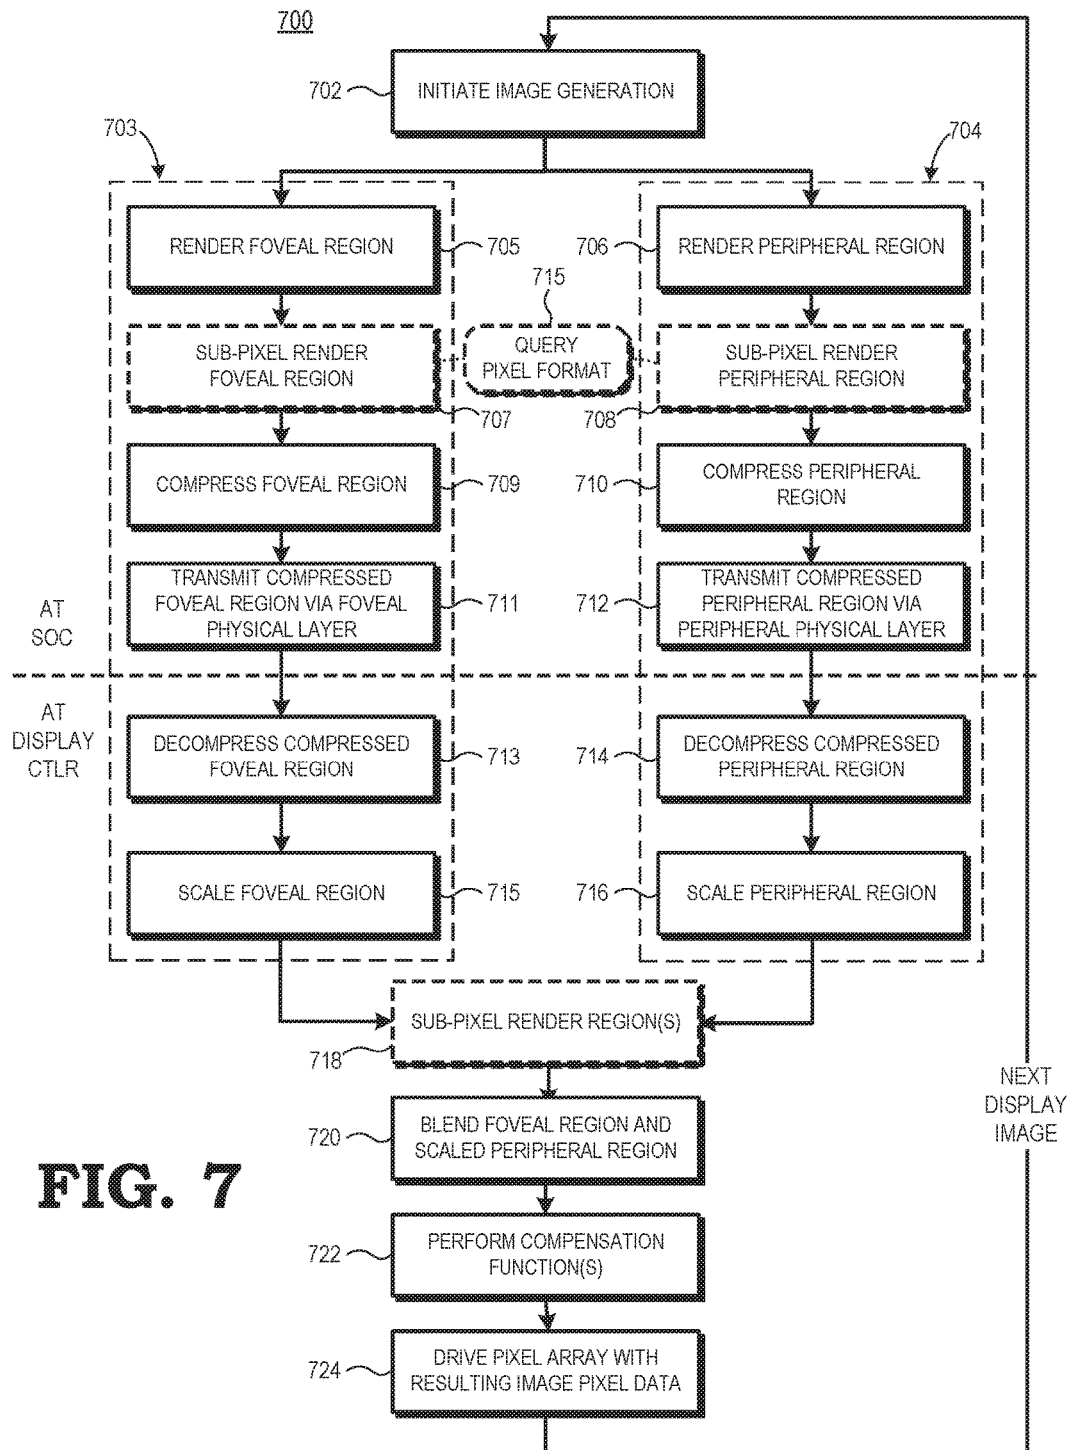 700
702
INITIATE IMAGE GENERATION
703
704
RENDER FOVEAL REGION
705
706
RENDER PERIPHERAL REGION
715
SUB-PIXEL RENDER
FOVEAL REGION
707
QUERY
PIXEL FORMAT
SUB-PIXEL RENDER
PERIPHERAL REGION
708
COMPRESS FOVEAL REGION
709
710
COMPRESS PERIPHERAL
REGION
TRANSMIT COMPRESSED
FOVEAL REGION VIA FOVEAL
PHYSICAL LAYER
711
712
TRANSMIT COMPRESSED
PERIPHERAL REGION VIA
PERIPHERAL PHYSICAL LAYER
AT
SOC
AT
DISPLAY
CTLR
DECOMPRESS COMPRESSED
FOVEAL REGION
713
714
DECOMPRESS COMPRESSED
PERIPHERAL REGION
SCALE FOVEAL REGION
715
716
SCALE PERIPHERAL REGION
SUB-PIXEL RENDER REGION(S)
718
720
BLEND FOVEAL REGION AND
SCALED PERIPHERAL REGION
NEXT
DISPLAY
IMAGE
FIG. 7
722
PERFORM COMPENSATION
FUNCTION(S)
724
DRIVE PIXEL ARRAY WITH
RESULTING IMAGE PIXEL DATA